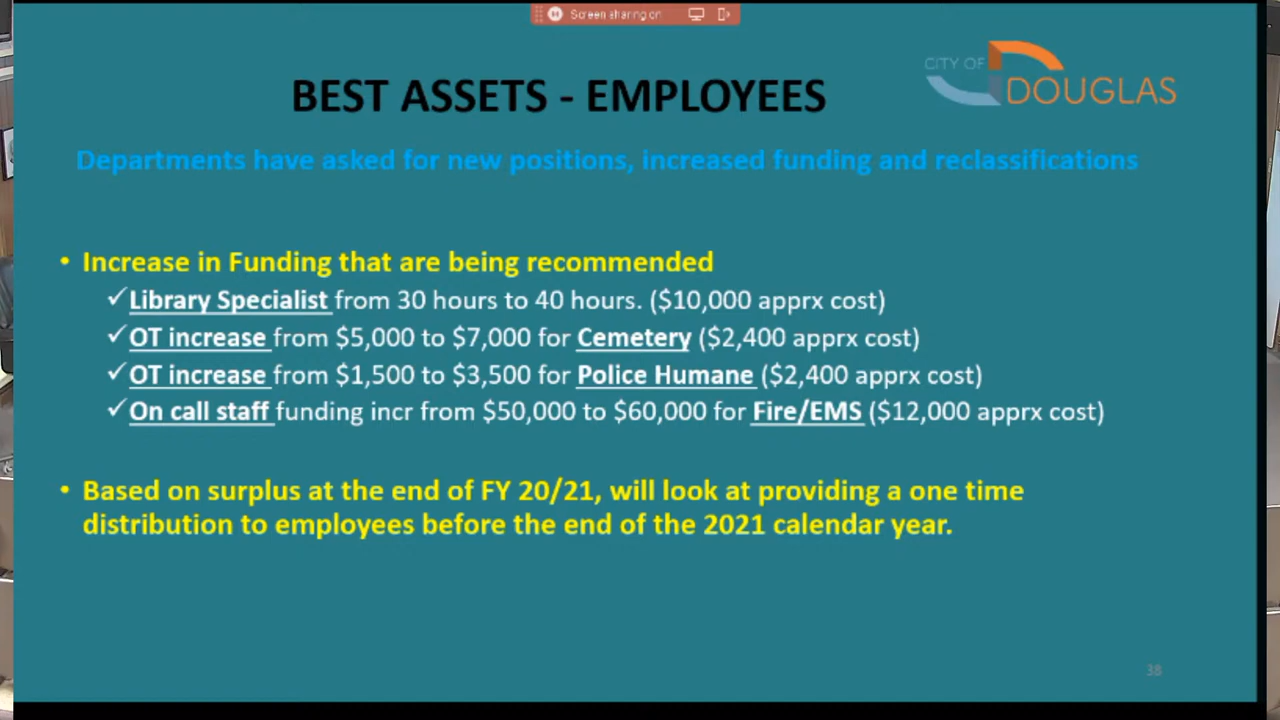 Screen sharing on
CITY OF
DOUGLAS
BEST ASSETS - EMPLOYEES
Departments have asked for new positions, increased funding and reclassifications
• Increase in Funding that are being recommended
✓Library Specialist from 30 hours to 40 hours. ($10,000 apprx cost)
✓OT increase from $5,000 to $7,000 for Cemetery ($2,400 apprx cost)
✓OT increase from $1,500 to $3,500 for Police Humane ($2,400 apprx cost)
✓On call staff funding incr from $50,000 to $60,000 for Fire/EMS ($12,000 apprx cost)
• Based on surplus at the end of FY 20/21, will look at providing a one time
distribution to employees before the end of the 2021 calendar year.
38